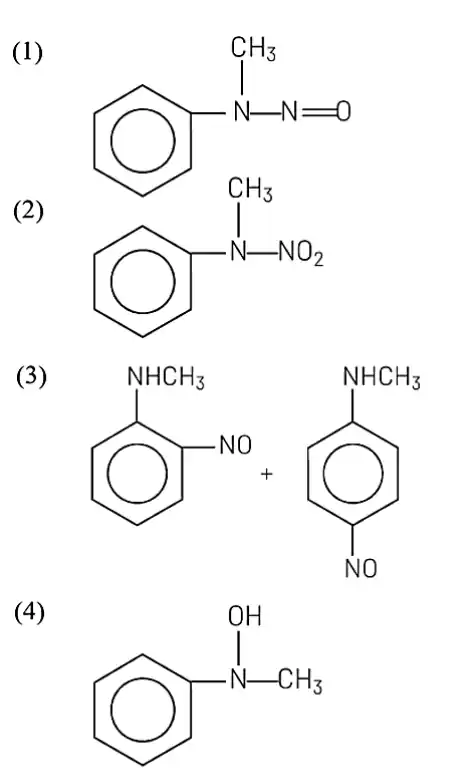 (1)
CH₃
N—N=O
(2)
CH₃
N—NO₂
(3) NHCH₃ NHCH₃
NO
+
NO
(4)
OH
N—CH₃